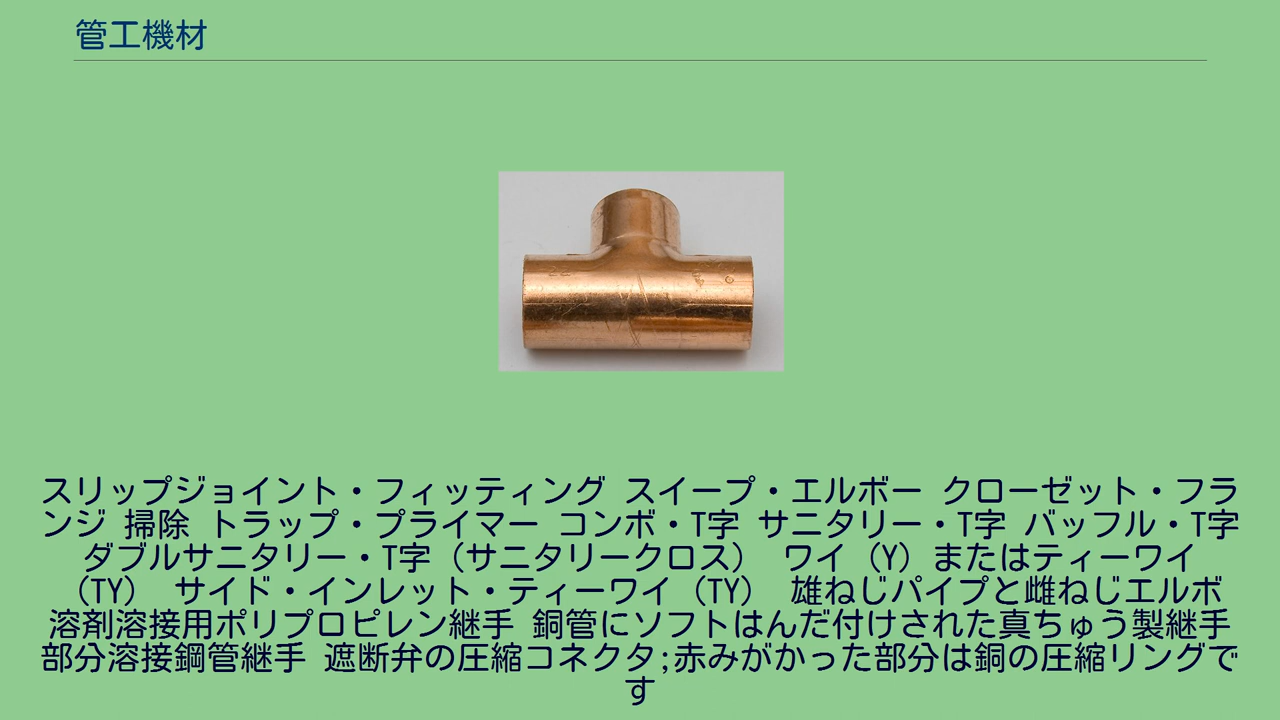 管工機材
スリップジョイント・フィッティング スイープ・エルボー クローゼット・フラ
ンジ 掃除 トラップ・プライマー コンボ・T字 サニタリー・T字 バッフル・T字
ダブルサニタリー・T字（サニタリークロス） ワイ（Y）またはティーワイ
（TY） サイド・インレット・ティーワイ（TY） 雄ねじパイプと雌ねじエルボ
溶剤溶接用ポリプロピレン継手 銅管にソフトはんだ付けされた真ちゅう製継手
部分溶接鋼管継手 遮断弁の圧縮コネクタ;赤みがかった部分は銅の圧縮リングで
す